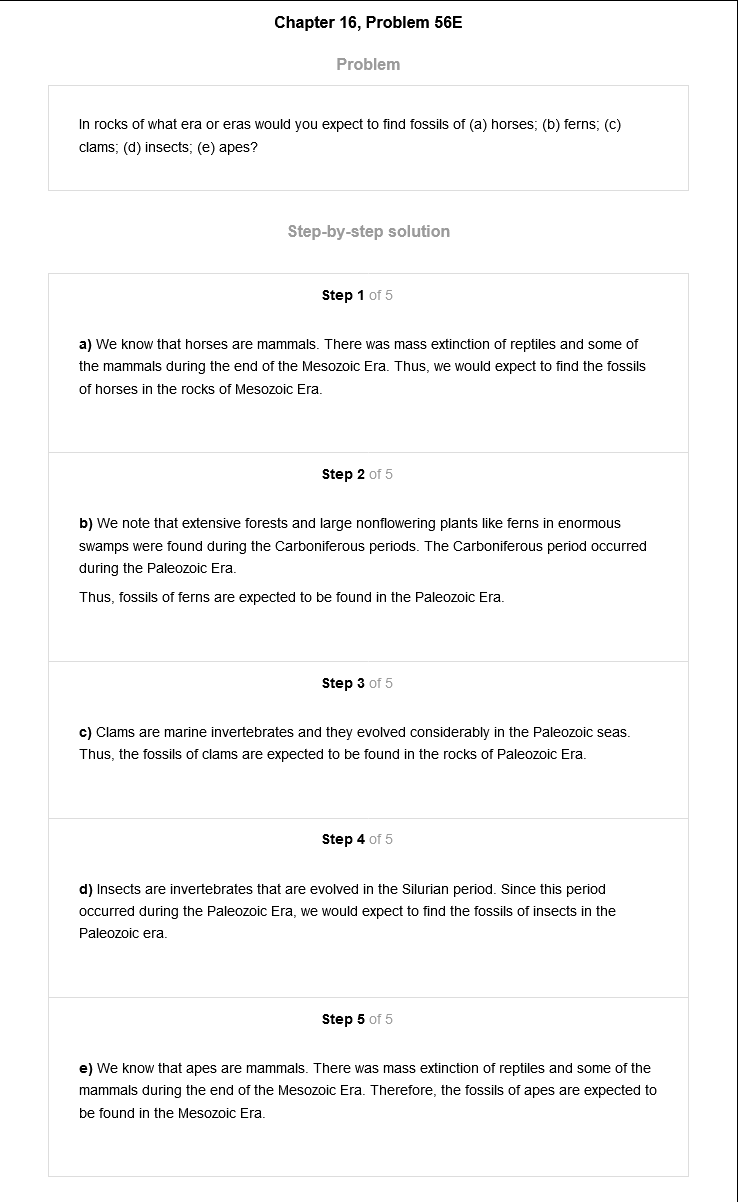 Chapter 16, Problem 56E
Problem
In rocks of what era or eras would you expect to find fossils of (a) horses; (b) ferns; (c)
clams; (d) insects; (e) apes?
Step-by-step solution
Step 1 of 5
a) We know that horses are mammals. There was mass extinction of reptiles and some of
the mammals during the end of the Mesozoic Era. Thus, we would expect to find the fossils
of horses in the rocks of Mesozoic Era.
Step 2 of 5
b) We note that extensive forests and large nonflowering plants like ferns in enormous
swamps were found during the Carboniferous periods. The Carboniferous period occurred
during the Paleozoic Era.
Thus, fossils of ferns are expected to be found in the Paleozoic Era.
Step 3 of 5
c) Clams are marine invertebrates and they evolved considerably in the Paleozoic seas.
Thus, the fossils of clams are expected to be found in the rocks of Paleozoic Era.
Step 4 of 5
d) Insects are invertebrates that are evolved in the Silurian period. Since this period
occurred during the Paleozoic Era, we would expect to find the fossils of insects in the
Paleozoic era.
Step 5 of 5
e) We know that apes are mammals. There was mass extinction of reptiles and some of the
mammals during the end of the Mesozoic Era. Therefore, the fossils of apes are expected to
be found in the Mesozoic Era.